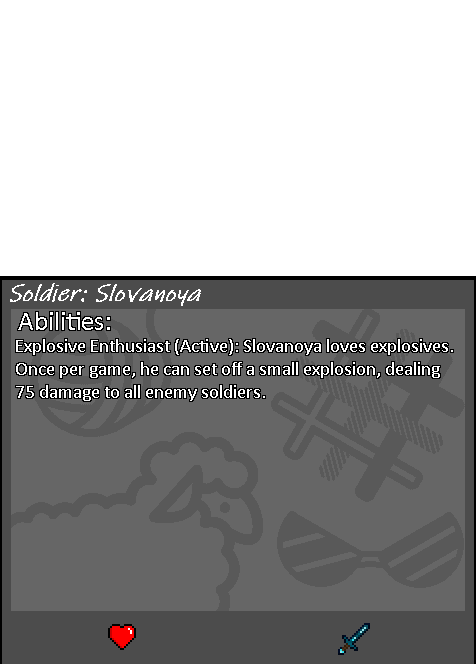 Soldier: Slovanoya
Abilities:
Explosive Enthusiast (Active): Slovanoya loves explosives.
Once per game, he can set off a small explosion, dealing
75 damage to all enemy soldiers.